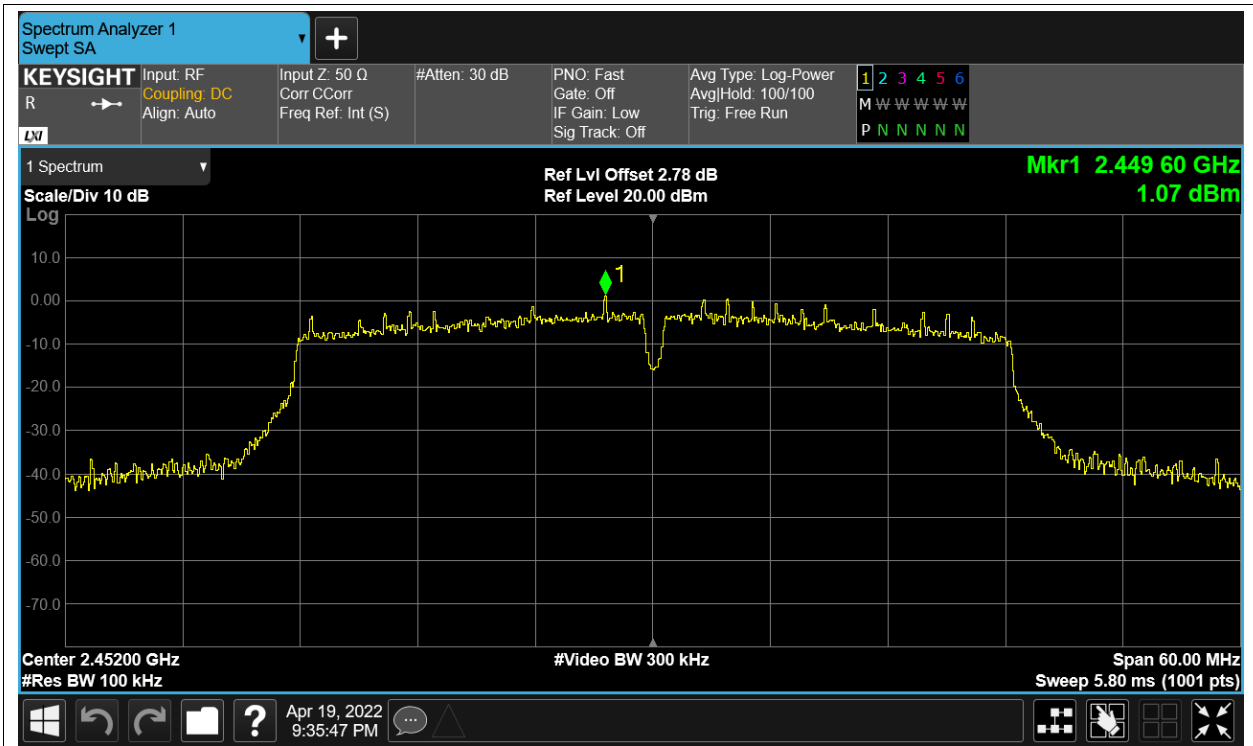 Spectrum Analyzer 1
Swept SA
KEYSIGHT
R
LXI
Input: RF
Coupling: DC
Align: Auto
Input Z: 50 Ω
Corr CCorr
Freq Ref: Int (S)
#Atten: 30 dB
PNO: Fast
Gate: Off
IF Gain: Low
Sig Track: Off
Avg Type: Log-Power
Avg|Hold: 100/100
Trig: Free Run
1 2 3 4 5 6
M W W W W W
P N N N N N
1 Spectrum
Scale/Div 10 dB
Ref Lvl Offset 2.78 dB
Ref Level 20.00 dBm
Mkr1 2.449 60 GHz
1.07 dBm
Log
10.0
0.00
-10.0
-20.0
-30.0
-40.0
-50.0
-60.0
-70.0
1
Center 2.45200 GHz
#Res BW 100 kHz
#Video BW 300 kHz
Span 60.00 MHz
Sweep 5.80 ms (1001 pts)
?
Apr 19, 2022
9:35:47 PM